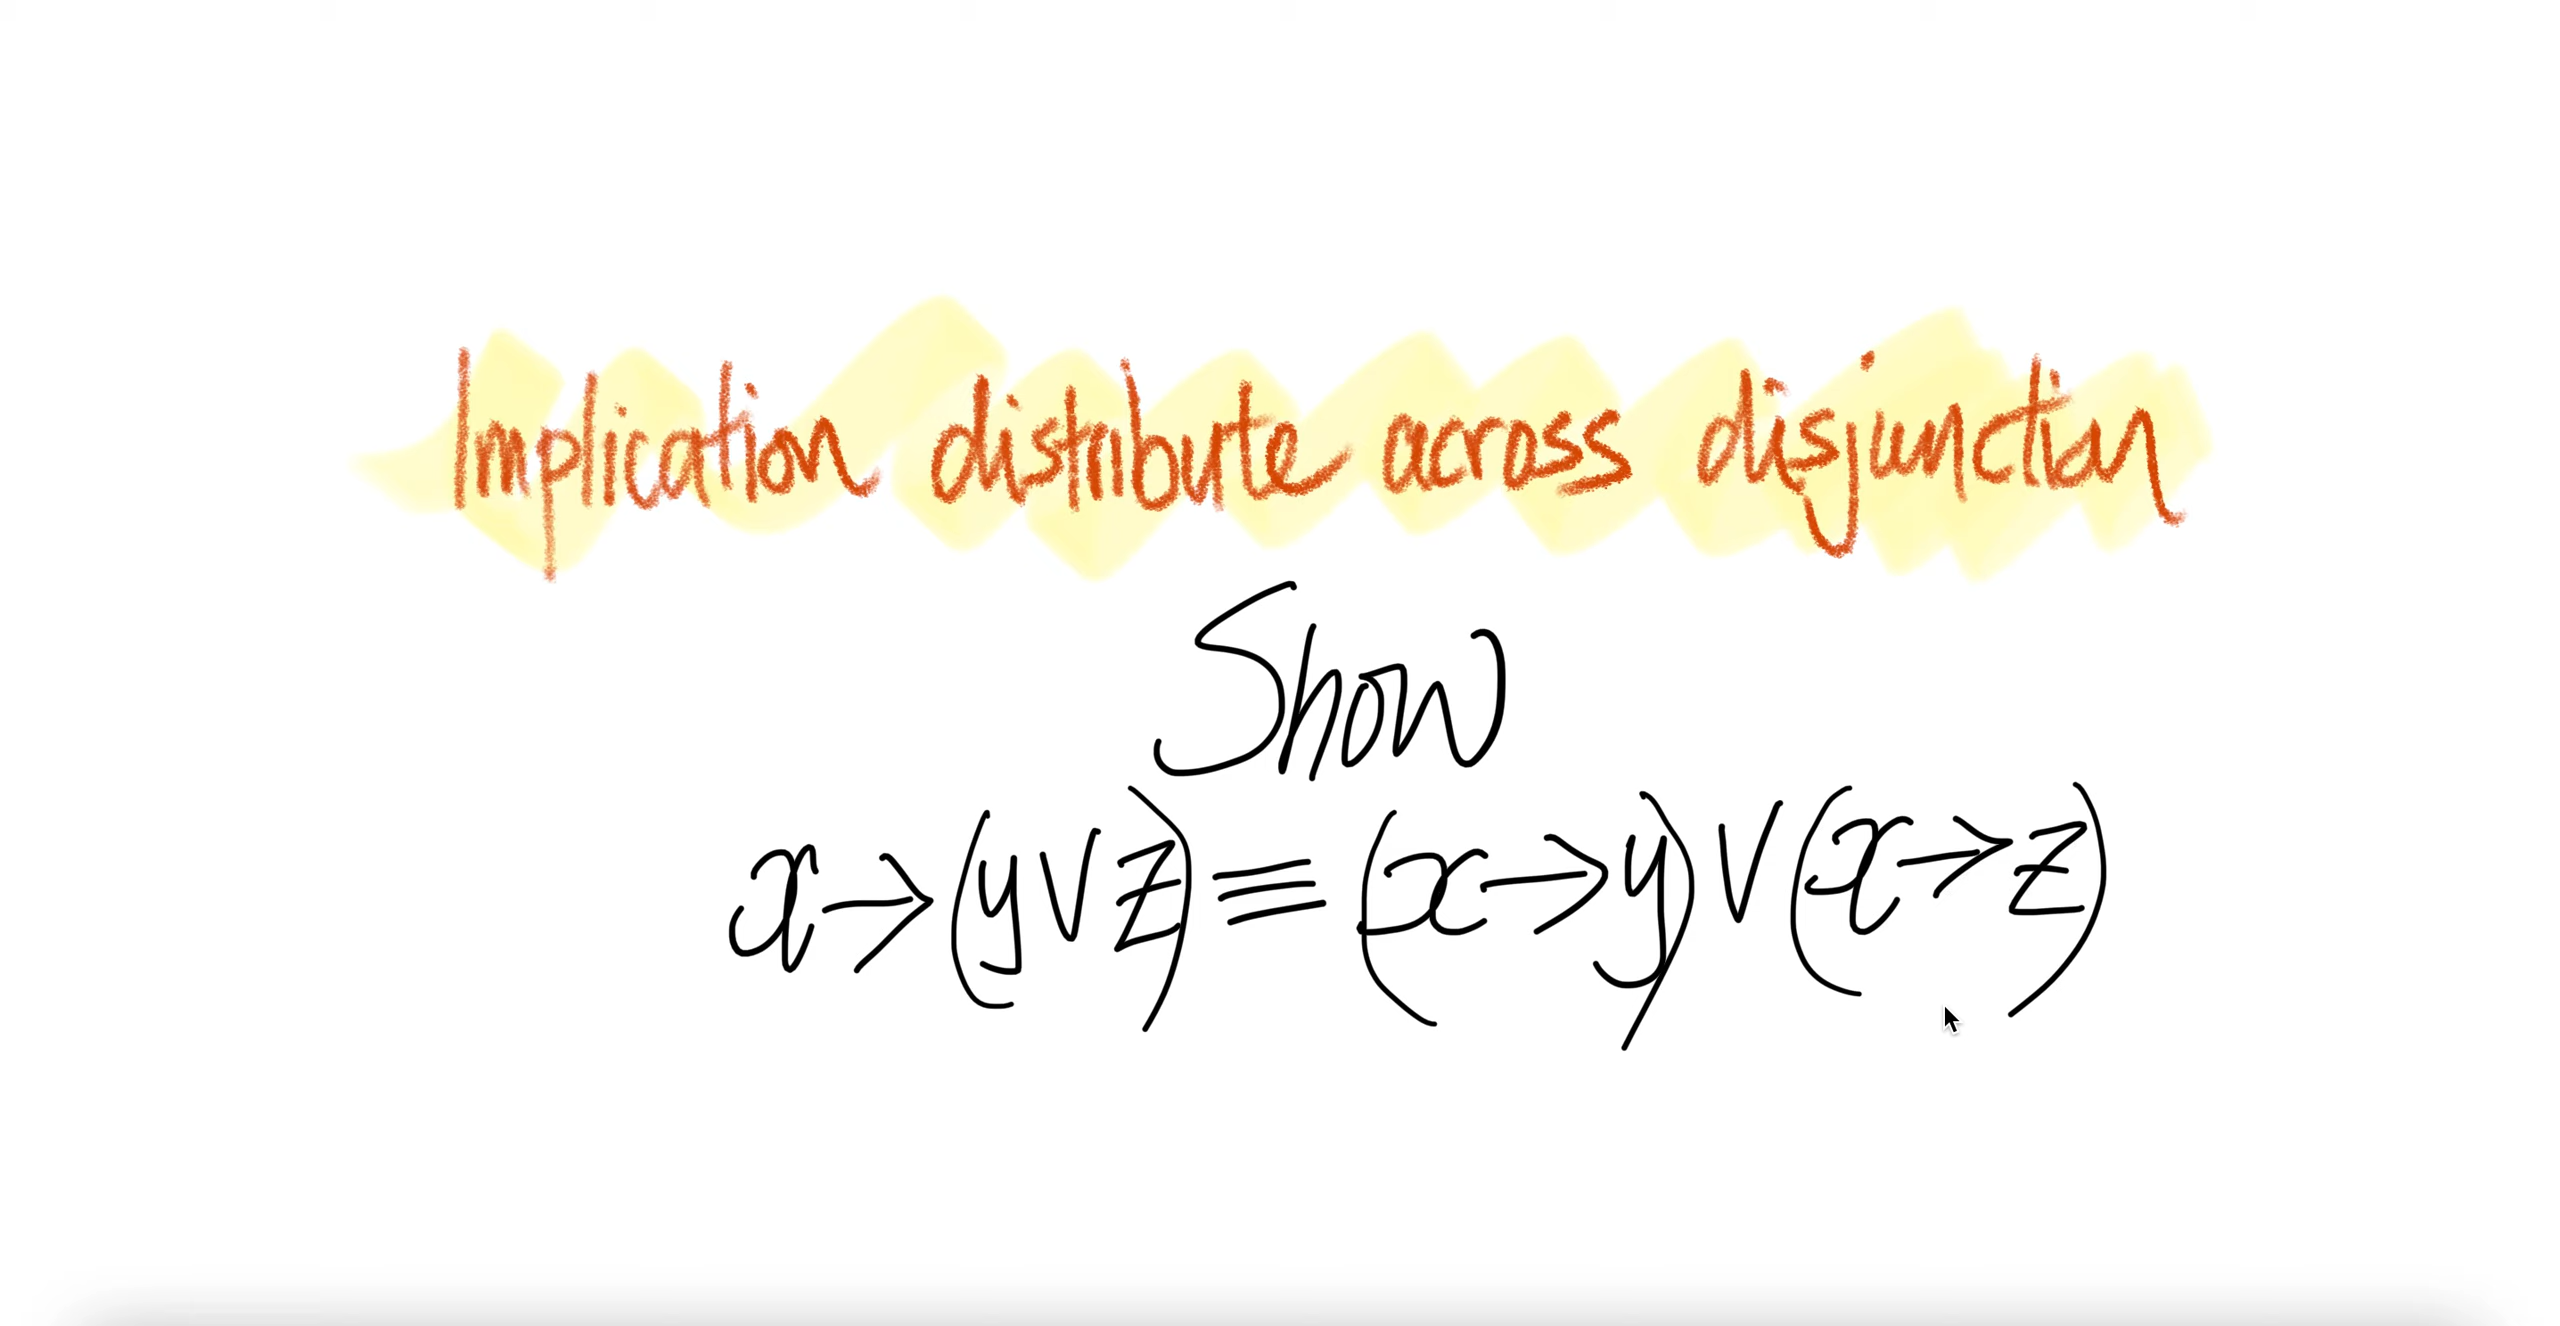 Implication distribute across disjunction
Show
x→(y∨z)≡(x→y)∨(x→z)